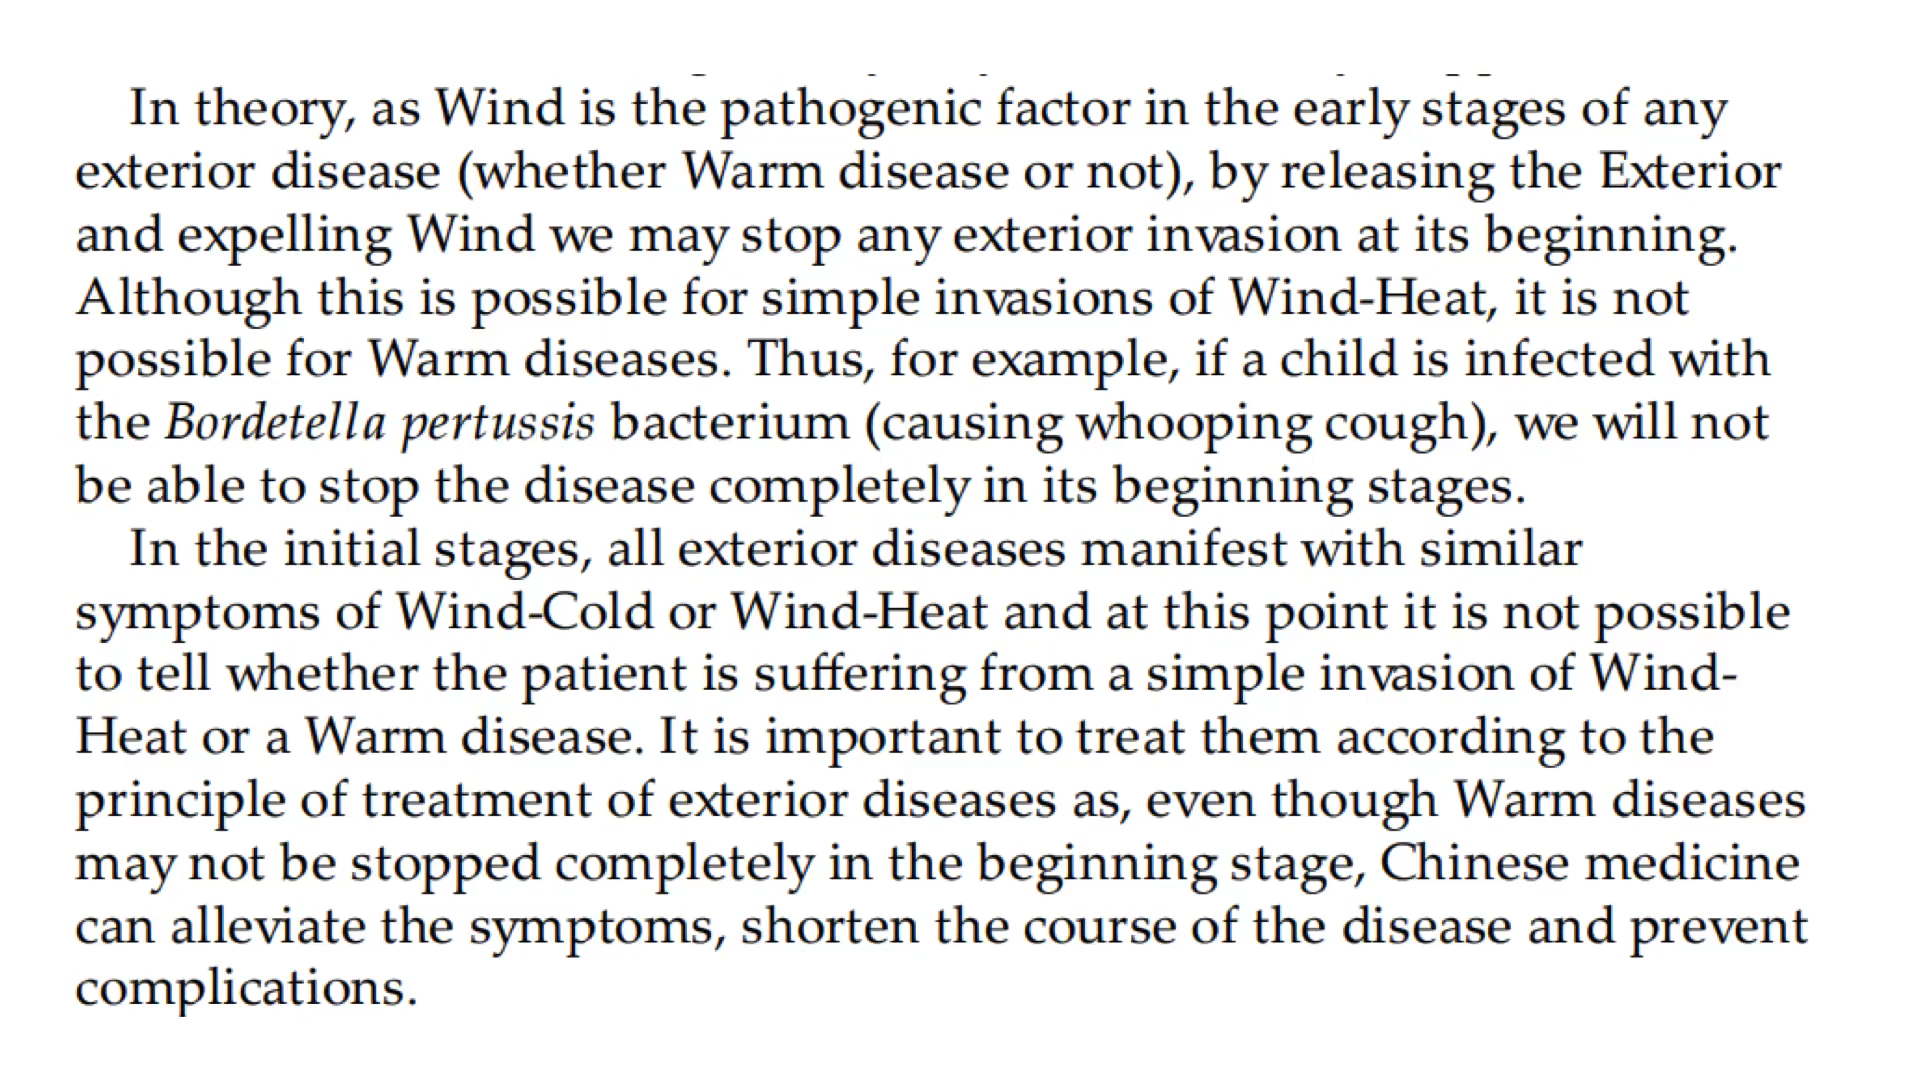 In theory, as Wind is the pathogenic factor in the early stages of any
exterior disease (whether Warm disease or not), by releasing the Exterior
and expelling Wind we may stop any exterior invasion at its beginning.
Although this is possible for simple invasions of Wind-Heat, it is not
possible for Warm diseases. Thus, for example, if a child is infected with
the Bordetella pertussis bacterium (causing whooping cough), we will not
be able to stop the disease completely in its beginning stages.
In the initial stages, all exterior diseases manifest with similar
symptoms of Wind-Cold or Wind-Heat and at this point it is not possible
to tell whether the patient is suffering from a simple invasion of Wind-
Heat or a Warm disease. It is important to treat them according to the
principle of treatment of exterior diseases as, even though Warm diseases
may not be stopped completely in the beginning stage, Chinese medicine
can alleviate the symptoms, shorten the course of the disease and prevent
complications.